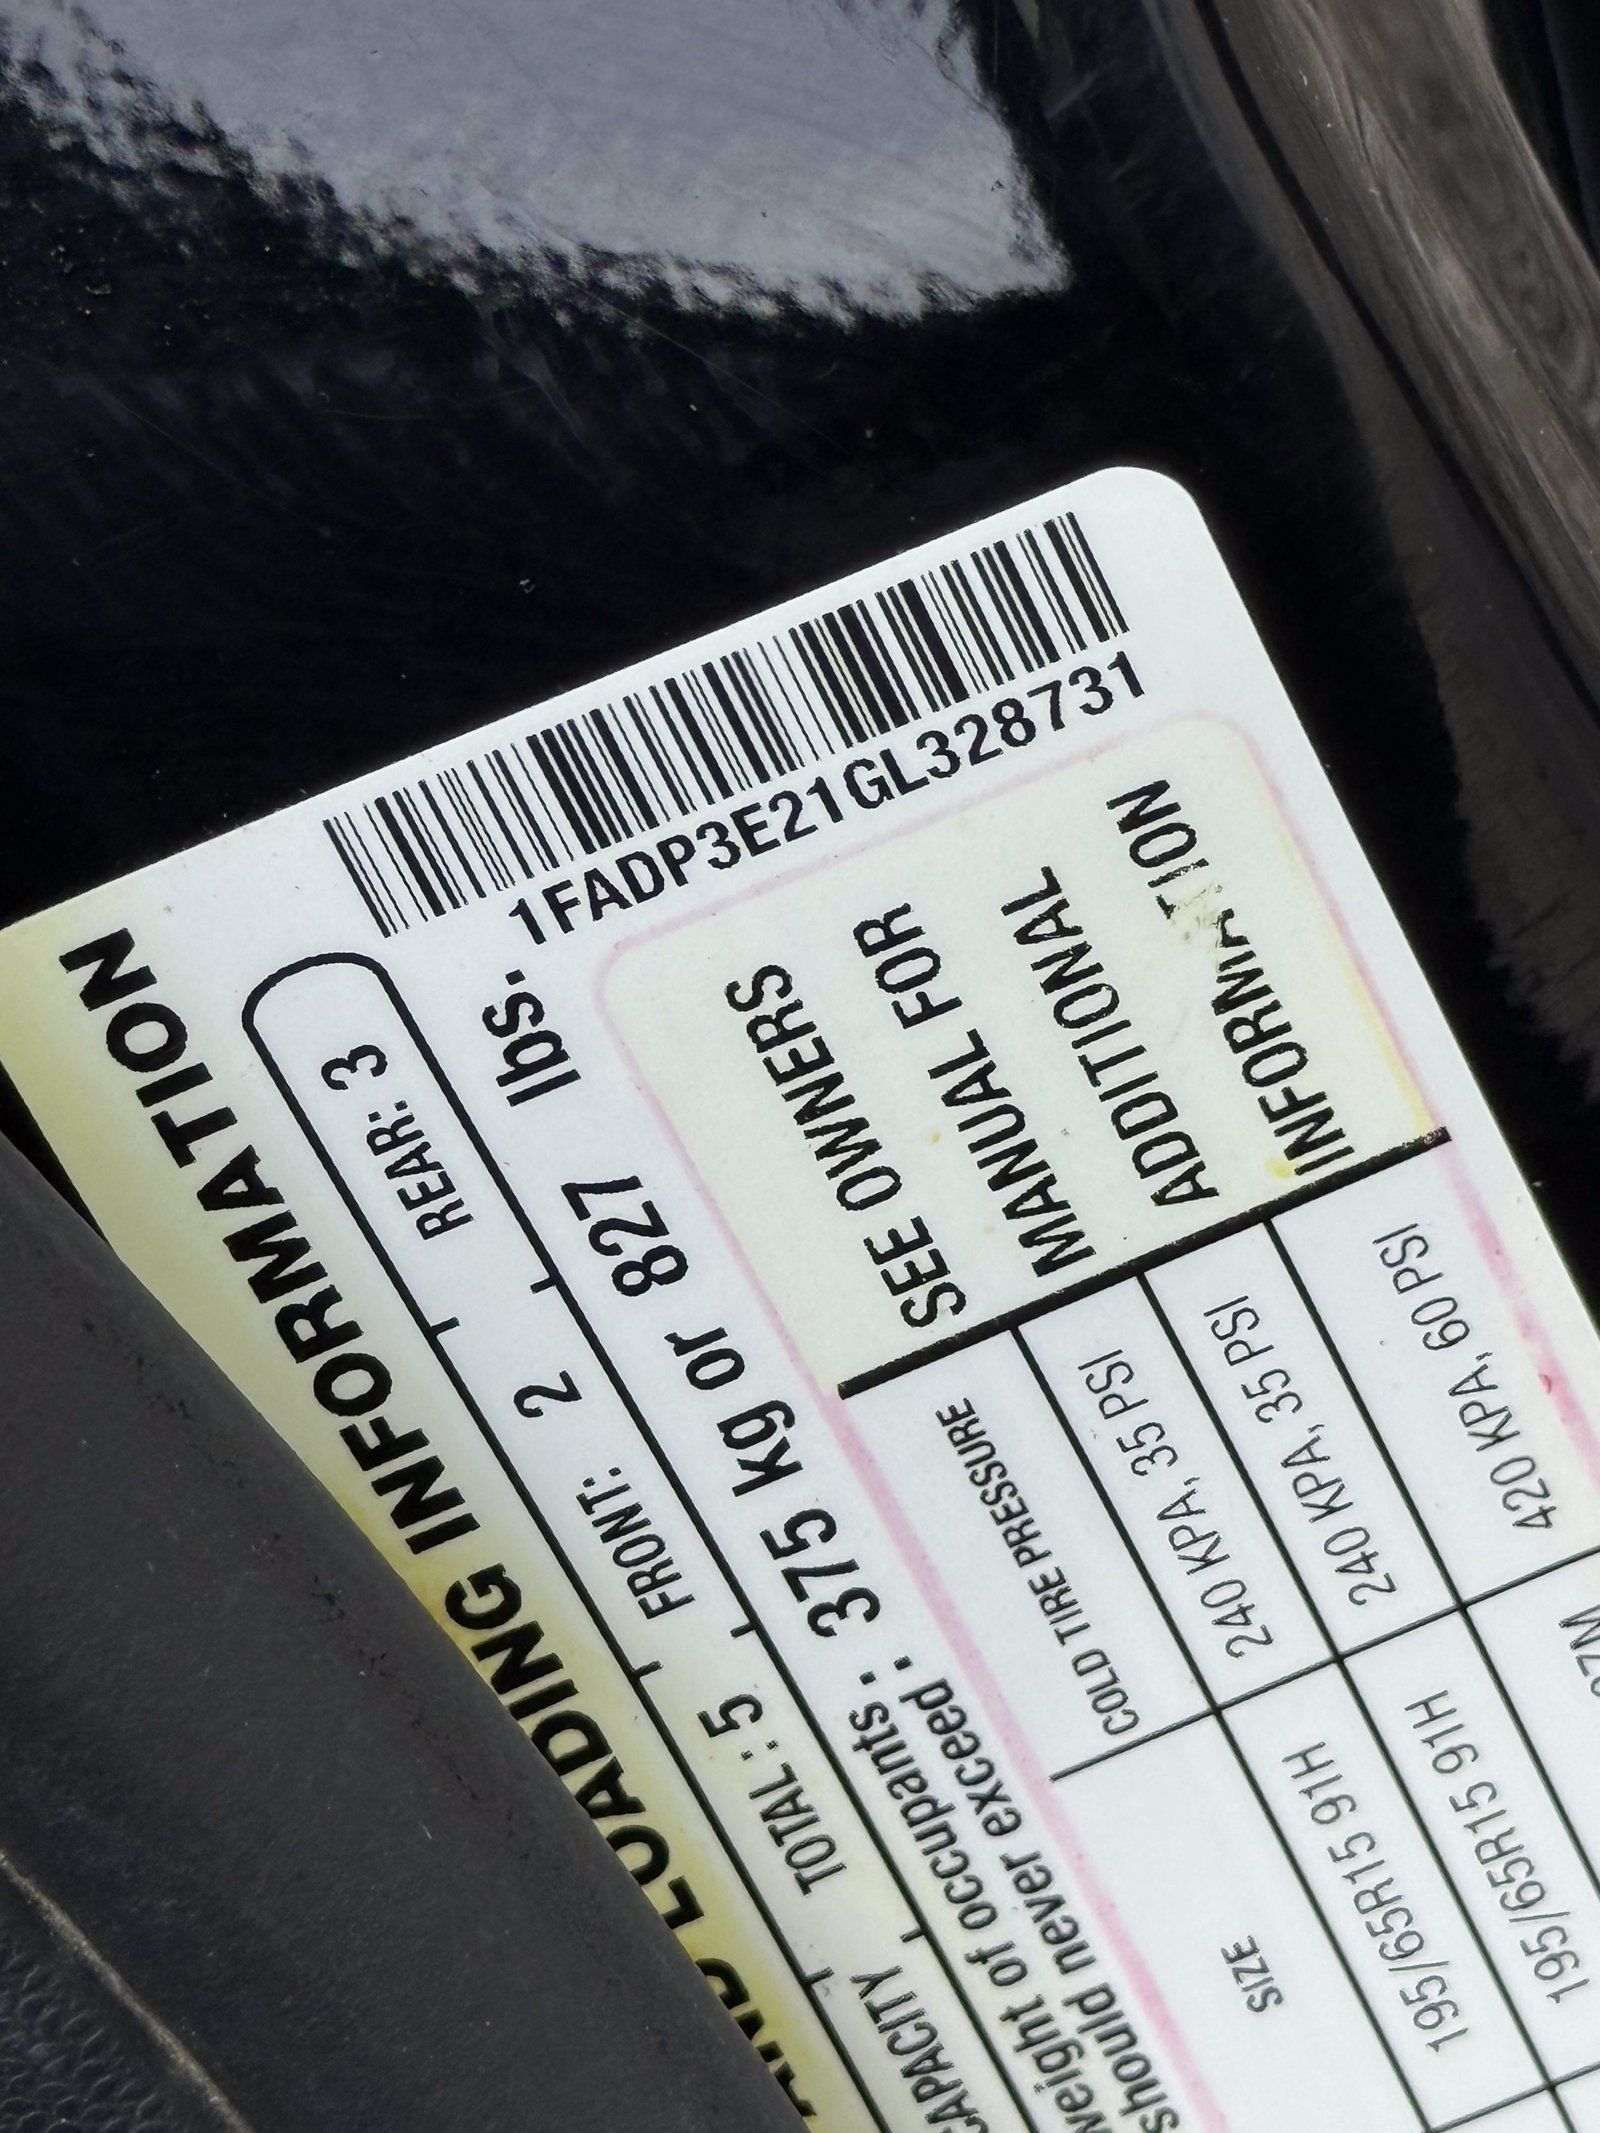 AND LOADING INFORMATION
CAPACITY TOTAL : 5 FRONT: 2 REAR: 3
weight of occupants : 375 kg or 827 lbs.
should never exceed :
1FADP3E21GL328731
SIZE COLD TIRE PRESSURE
195/65R15 91H 240 KPA, 35 PSI
195/65R15 91H 240 KPA, 35 PSI
420 KPA, 60 PSI
SEE OWNERS
MANUAL FOR
ADDITIONAL
INFORMATION